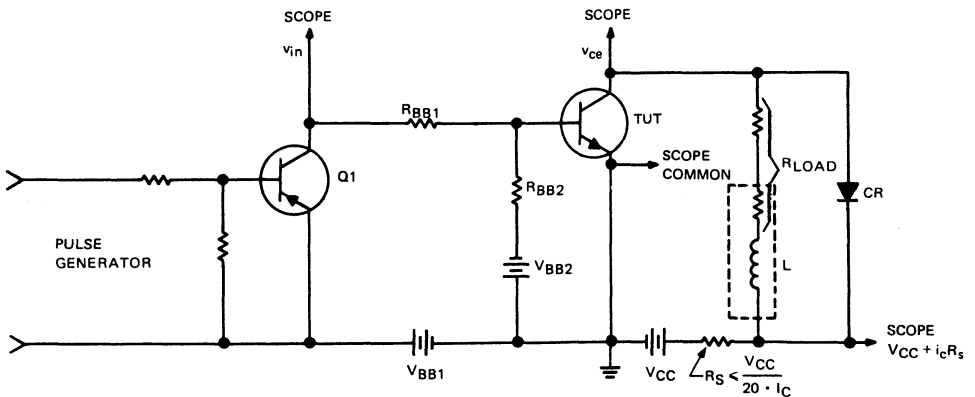 SCOPE
v_in
SCOPE
v_ce
R_BB1
TUT
Q1
SCOPE
COMMON
R_LOAD
R_BB2
CR
PULSE
GENERATOR
V_BB2
L
V_BB1
V_CC
R_S ≤ V_CC / 20 · I_C
SCOPE
V_CC + i_cR_s